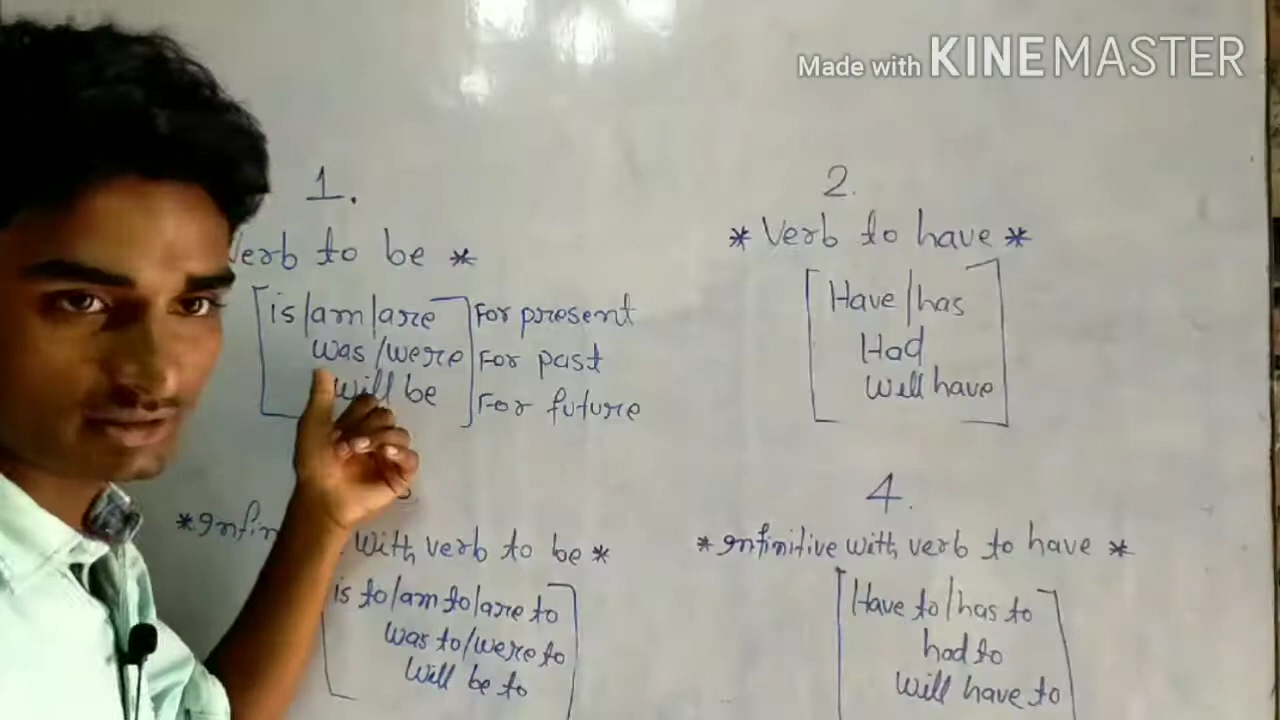 Made with KINEMASTER
1.
Verb to be *
is/am/are For present
was/were For past
will be For future
2.
* Verb to have *
Have/has
Had
Will have
with verb to be *
is to/am to/are to
was to/were to
Will be to
4.
* Infinitive with verb to have *
Have to/has to
had to
will have to